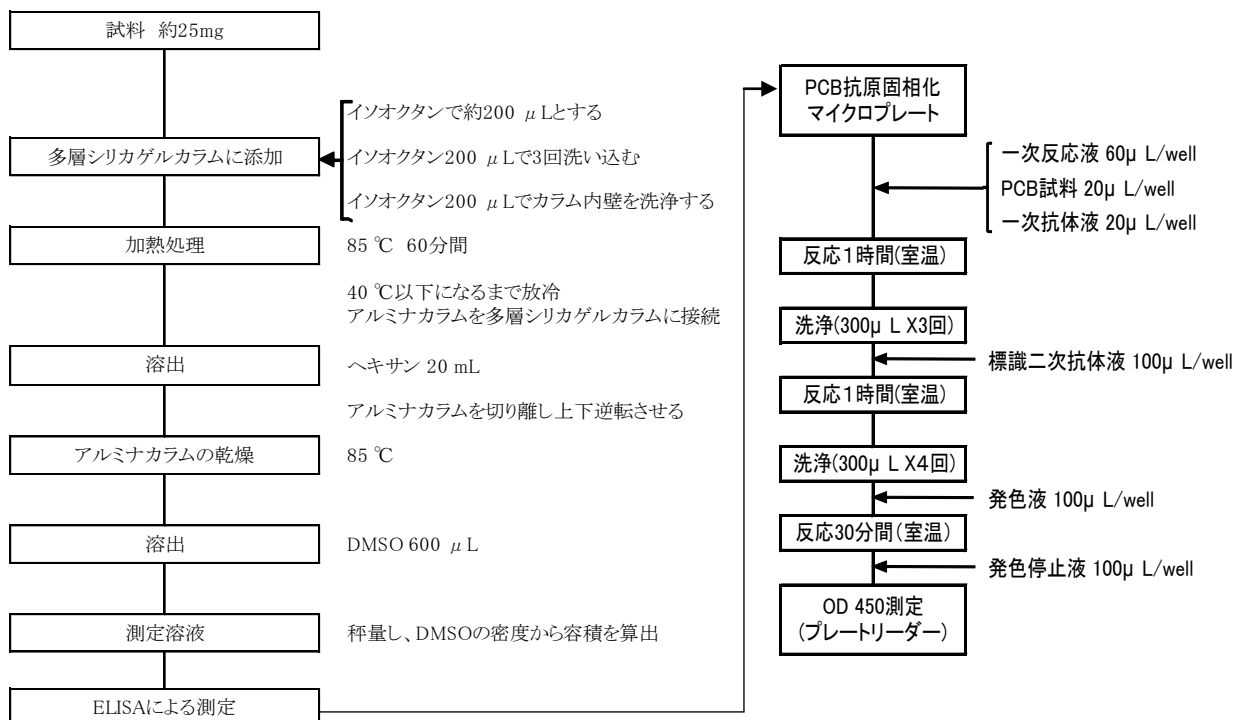 試料 約25mg
イソオクタンで約200 μLとする
多層シリカゲルカラムに添加
イソオクタン200 μLで3回洗い込む
イソオクタン200 μLでカラム内壁を洗浄する
加熱処理
85 ℃ 60分間
40 ℃以下になるまで放冷
アルミナカラムを多層シリカゲルカラムに接続
溶出
ヘキサン 20 mL
アルミナカラムを切り離し上下逆転させる
アルミナカラムの乾燥
85 ℃
溶出
DMSO 600 μL
測定溶液
秤量し、DMSOの密度から容積を算出
ELISAによる測定
PCB抗原固相化
マイクロプレート
一次反応液 60μ L/well
PCB試料 20μ L/well
一次抗体液 20μ L/well
反応1時間(室温)
洗浄(300μ L X3回)
標識二次抗体液 100μ L/well
反応1時間(室温)
洗浄(300μ L X4回)
発色液 100μ L/well
反応30分間(室温)
発色停止液 100μ L/well
OD 450測定
(プレートリーダー)